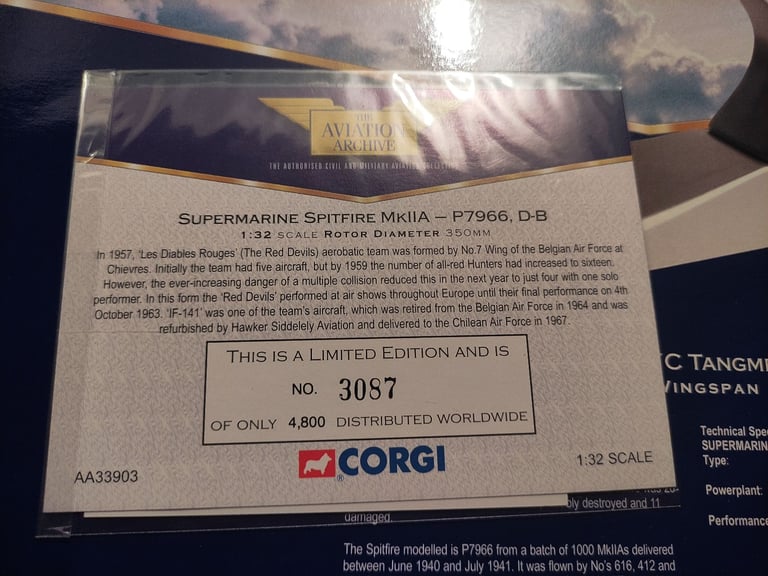 THE
AVIATION
ARCHIVE
THE AUTHORISED CIVIL AND MILITARY AVIATION COLLECTION
SUPERMARINE SPITFIRE MKIIA – P7966, D-B
1:32 SCALE ROTOR DIAMETER 350MM
In 1957, 'Les Diables Rouges' (The Red Devils) aerobatic team was formed by No.7 Wing of the Belgian Air Force at
Chievres. Initially the team had five aircraft, but by 1959 the number of all-red Hunters had increased to sixteen.
However, the ever-increasing danger of a multiple collision reduced this in the next year to just four with one solo
performer. In this form the 'Red Devils' performed at air shows throughout Europe until their final performance on 4th
October 1963. 'IF-141' was one of the team's aircraft, which was retired from the Belgian Air Force in 1964 and was
refurbished by Hawker Siddelely Aviation and delivered to the Chilean Air Force in 1967.
THIS IS A LIMITED EDITION AND IS
NO. 3087
OF ONLY 4,800 DISTRIBUTED WORLDWIDE
CORGI
®
AA33903
1:32 SCALE
C TANGM
WINGSPAN
Technical Spe
SUPERMARIN
Type:
Powerplant:
Performance
bly destroyed and 11
damaged.
The Spitfire modelled is P7966 from a batch of 1000 MkIIAs delivered
between June 1940 and July 1941. It was flown by No's 616, 412 and